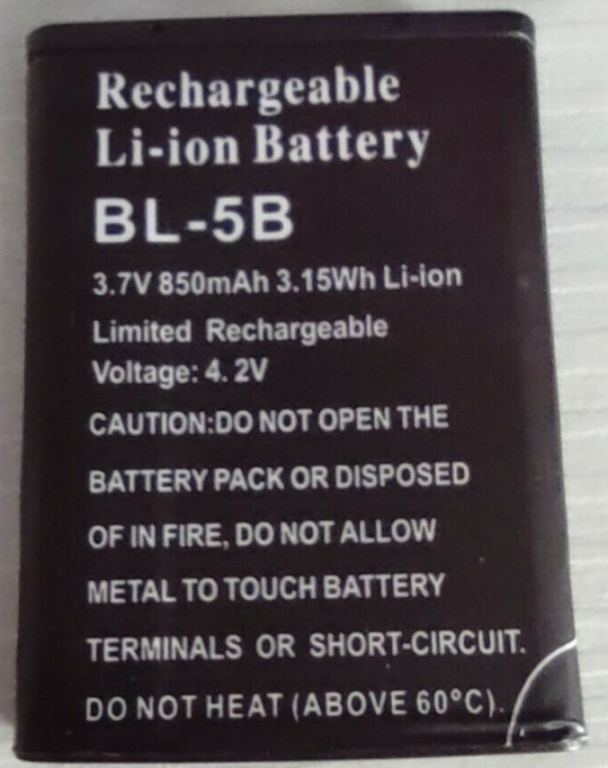 Rechargeable
Li-ion Battery
BL-5B
3.7V 850mAh 3.15Wh Li-ion
Limited Rechargeable
Voltage: 4. 2V
CAUTION:DO NOT OPEN THE
BATTERY PACK OR DISPOSED
OF IN FIRE, DO NOT ALLOW
METAL TO TOUCH BATTERY
TERMINALS OR SHORT-CIRCUIT.
DO NOT HEAT (ABOVE 60°C).